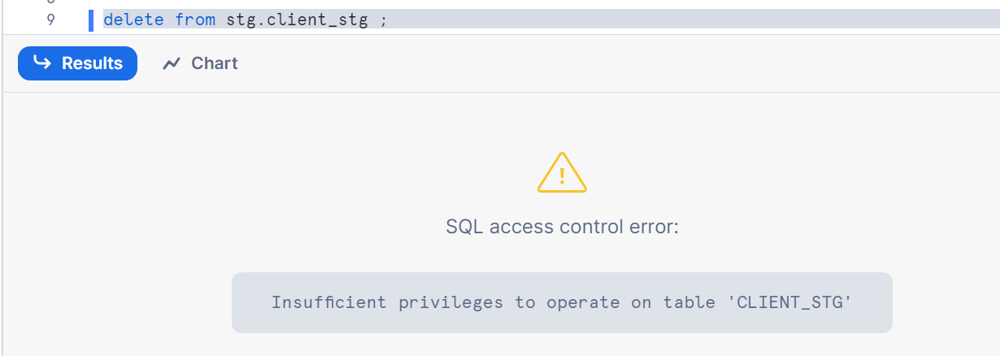 9 delete from stg.client_stg ;
Results Chart
!
SQL access control error:
Insufficient privileges to operate on table 'CLIENT_STG'